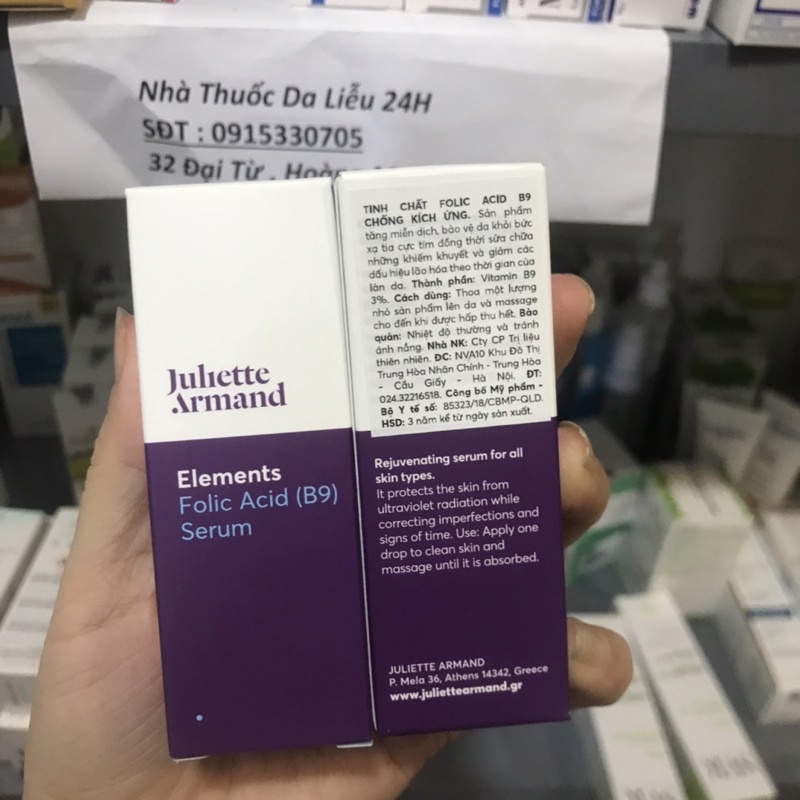 Nhà Thuốc Da Liễu 24H
SĐT : 0915330705
32 Đại Từ ,
Juliette
Armand
Elements
Folic Acid (B9)
Serum
TINH CHẤT FOLIC ACID B9
CHỐNG KÍCH ỨNG. Sản phẩm
tăng miễn dịch, bảo vệ da khỏi bức
xạ tia cực tím đồng thời sửa chữa
những khiếm khuyết và giảm các
dấu hiệu lão hóa theo thời gian của
làn da. Thành phần: Vitamin B9
3%. Cách dùng: Thoa một lượng
nhỏ sản phẩm lên da và massage
cho đến khi được hấp thu hết. Bảo
quản: Nhiệt độ thường và tránh
ánh nắng. Nhà NK: Cty CP Trị liệu
thiên nhiên. ĐC: NVA10 Khu Đô Thị
Trung Hòa Nhân Chính - Trung Hòa
- Cầu Giấy - Hà Nội. ĐT:
024.32216518. Công bố Mỹ phẩm -
Bộ Y tế số: 85323/18/CBMP-QLD.
HSD: 3 năm kể từ ngày sản xuất.
Rejuvenating serum for all
skin types.
It protects the skin from
ultraviolet radiation while
correcting imperfections and
signs of time. Use: Apply one
drop to clean skin and
massage until it is absorbed.
JULIETTE ARMAND
P. Mela 36, Athens 14342, Greece
www.juliettearmand.gr